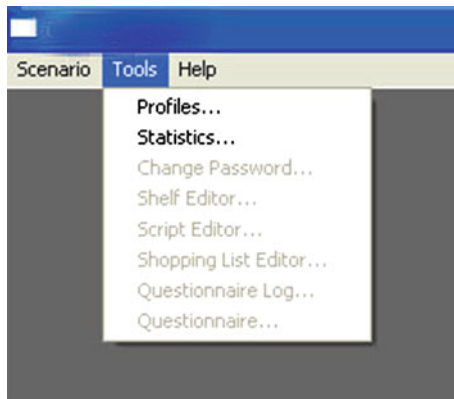 Scenario Tools Help
Profiles...
Statistics...
Change Password...
Shelf Editor...
Script Editor...
Shopping List Editor...
Questionnaire Log...
Questionnaire...